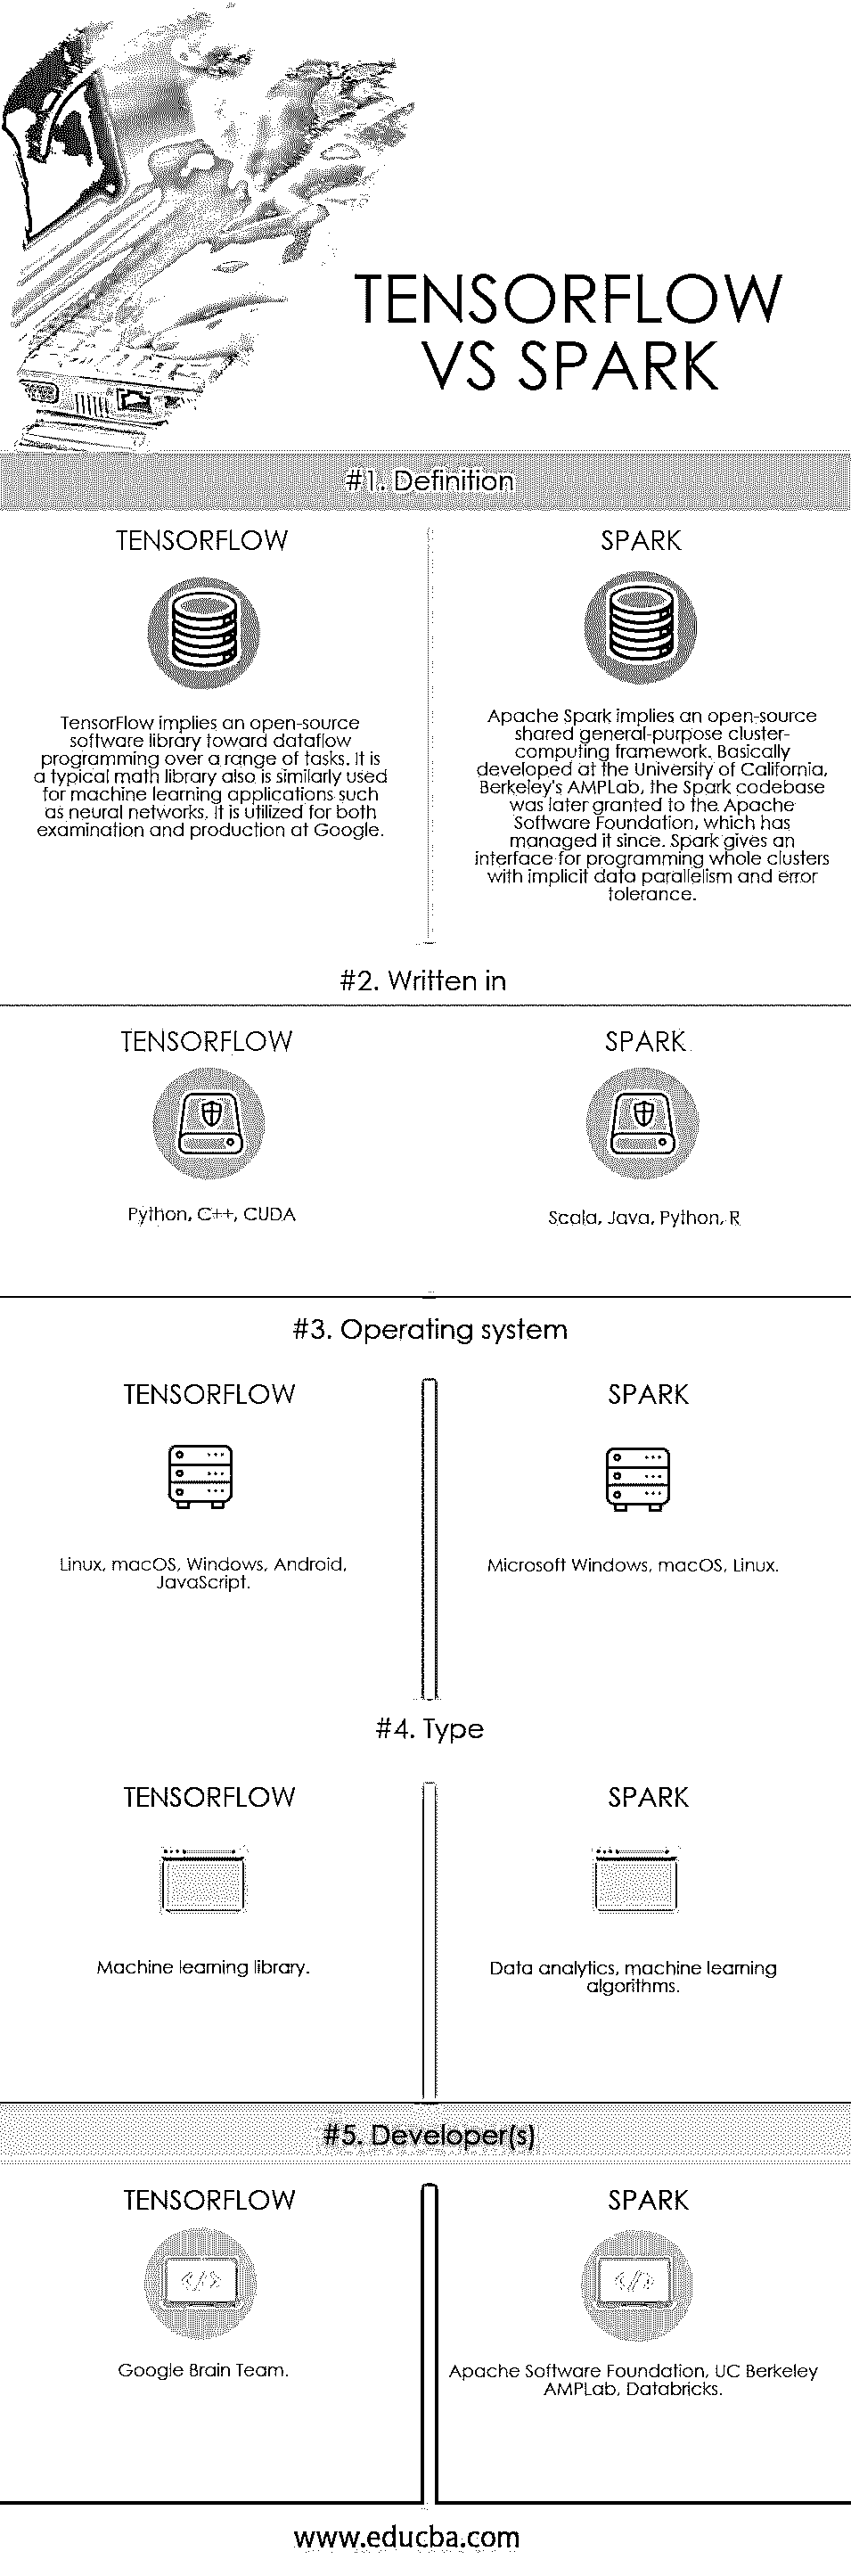 TENSORFLOW
VS SPARK
#1. Definition
TENSORFLOW
TensorFlow implies an open-source
software library toward dataflow
programming over a range of tasks. It is
a typical math library also is similarly used
for machine learning applications such
as neural networks. It is utilized for both
examination and production at Google.
SPARK
Apache Spark implies an open-source
shared general-purpose cluster-
computing framework. Basically
developed at the University of California,
Berkeley's AMPLab, the Spark codebase
was later granted to the Apache
Software Foundation, which has
managed it since. Spark gives an
interface for programming whole clusters
with implicit data parallelism and error
tolerance.
#2. Written in
TENSORFLOW
Python, C++, CUDA
SPARK
Scala, Java, Python, R
#3. Operating system
TENSORFLOW
Linux, macOS, Windows, Android,
JavaScript.
SPARK
Microsoft Windows, macOS, Linux.
#4. Type
TENSORFLOW
Machine learning library.
SPARK
Data analytics, machine learning
algorithms.
#5. Developer(s)
TENSORFLOW
</>
Google Brain Team.
SPARK
</>
Apache Software Foundation, UC Berkeley
AMPLab, Databricks.
www.educba.com